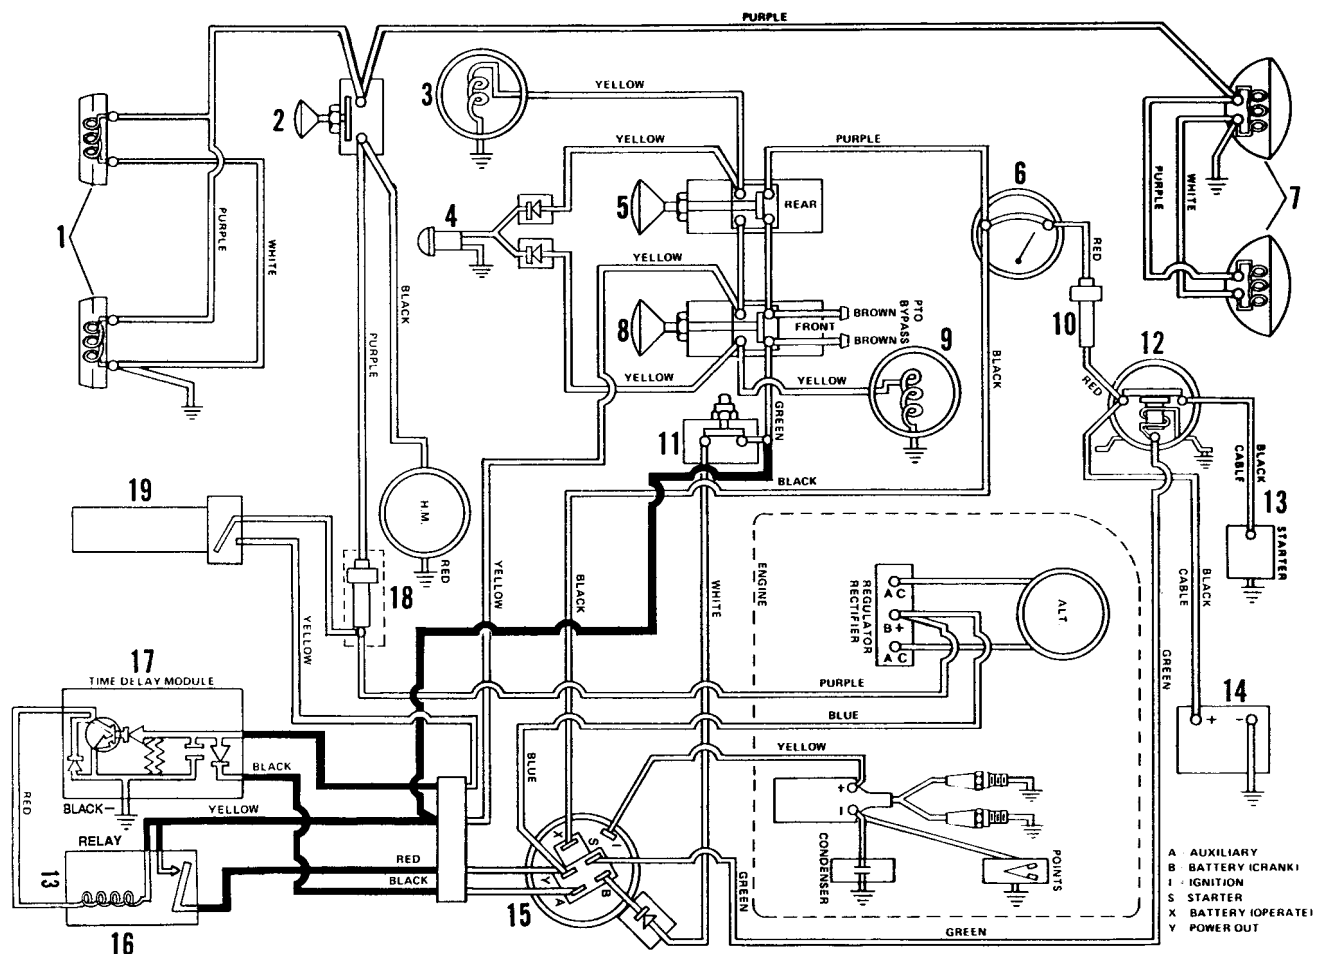 PURPLE
1
2
3
4
5
6
7
8
9
10
11
12
13
14
15
16
17
18
19
YELLOW
YELLOW
PURPLE
REAR
PURPLE
WHITE
BLACK
PURPLE
YELLOW
BROWN
FRONT
BROWN
PTO
BYPASS
YELLOW
YELLOW
GREEN
BLACK
RED
RED
PURPLE
WHITE
BLACK
CABLE
STARTER
BLACK
CABLE
GREEN
+
-
H.M.
RED
YELLOW
BLACK
BLACK
WHITE
ENGINE
REGULATOR
RECTIFIER
AC
B+
AC
ALT.
PURPLE
BLUE
YELLOW
YELLOW
TIME DELAY MODULE
BLACK
BLACK-
YELLOW
RED
RELAY
13
RED
BLACK
BLUE
X
S
I
Y
A
B
GREEN
+
-
CONDENSER
POINTS
GREEN
A - AUXILIARY
B - BATTERY (CRANK)
I - IGNITION
S STARTER
X BATTERY (OPERATE)
Y POWER OUT